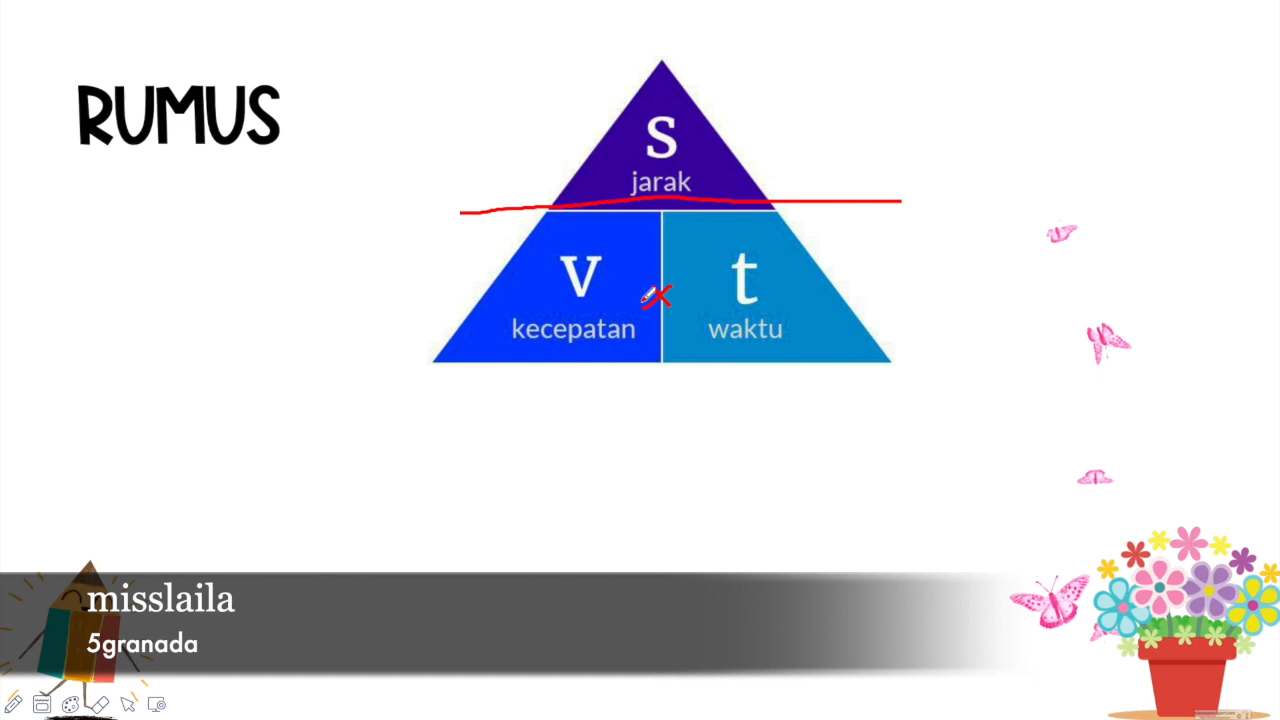 RUMUS
s
jarak
v
kecepatan
t
waktu
misslaila
5granada